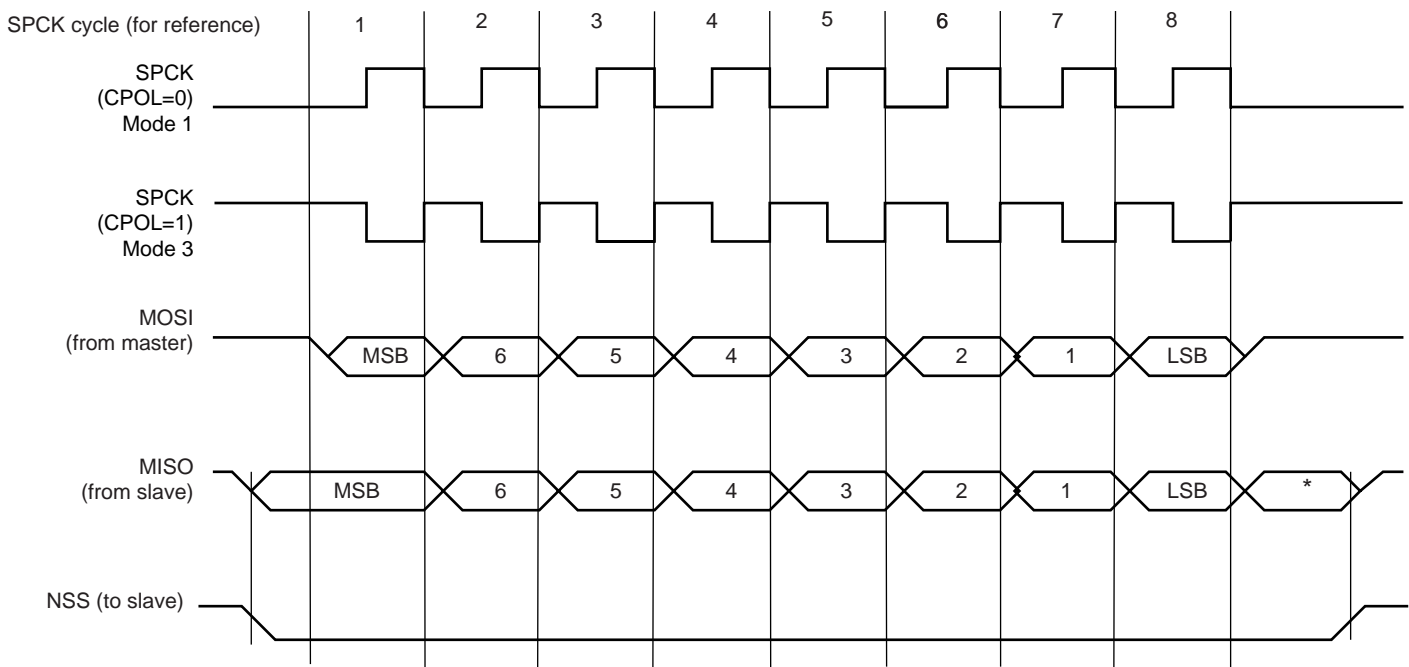 SPCK cycle (for reference) 1 2 3 4 5 6 7 8
SPCK
(CPOL=0)
Mode 1
SPCK
(CPOL=1)
Mode 3
MOSI
(from master)
MSB 6 5 4 3 2 1 LSB
MISO
(from slave)
MSB 6 5 4 3 2 1 LSB *
NSS (to slave)